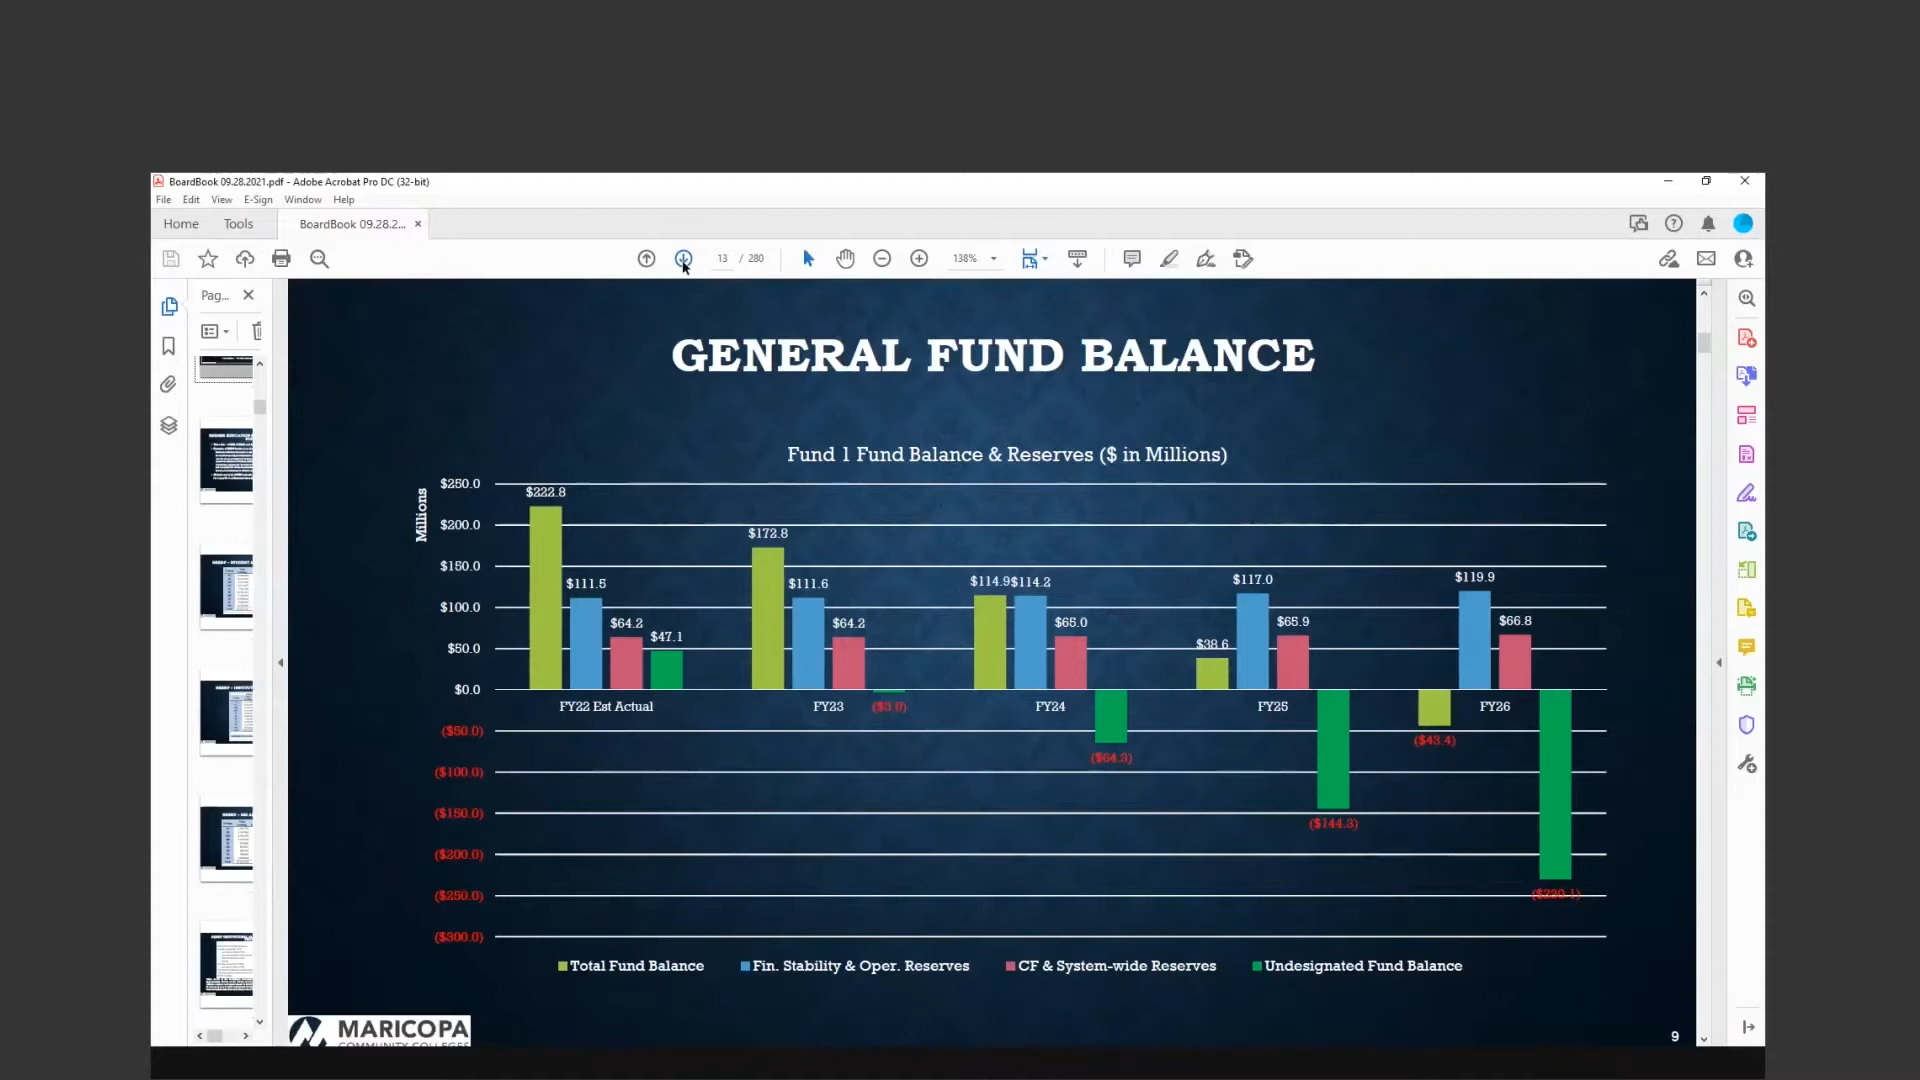 BoardBook 09.28.2021.pdf - Adobe Acrobat Pro DC (32-bit)
File Edit View E-Sign Window Help
Home Tools BoardBook 09.28.2...
13 / 280 138%
Pag...
GENERAL FUND BALANCE
Fund 1 Fund Balance & Reserves ($ in Millions)
Millions
$250.0
$200.0
$150.0
$100.0
$50.0
$0.0
($50.0)
($100.0)
($150.0)
($200.0)
($250.0)
($300.0)
$222.8 $111.5 $64.2 $47.1
$172.8 $111.6 $64.2
$114.9 $114.2 $65.0 ($64.3)
$38.6 $117.0 $65.9 ($144.3)
($43.4) $119.9 $66.8
FY22 Est Actual FY23 FY24 FY25 FY26
Total Fund Balance Fin. Stability & Oper. Reserves CF & System-wide Reserves Undesignated Fund Balance
MARICOPA
COMMUNITY COLLEGES
9